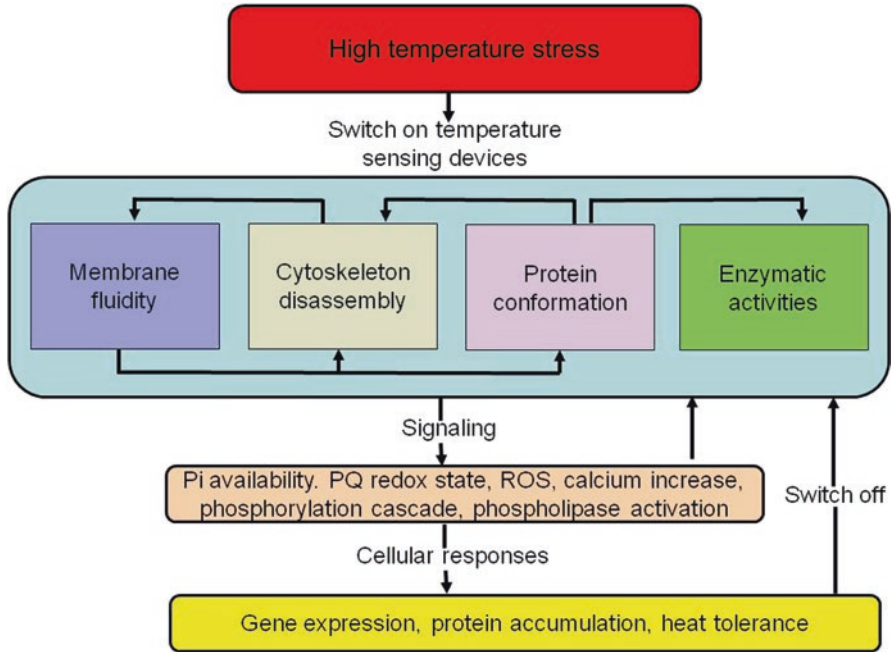 High temperature stress
Switch on temperature
sensing devices
Membrane
fluidity
Cytoskeleton
disassembly
Protein
conformation
Enzymatic
activities
Signaling
Pi availability. PQ redox state, ROS, calcium increase,
phosphorylation cascade, phospholipase activation
Switch off
Cellular responses
Gene expression, protein accumulation, heat tolerance